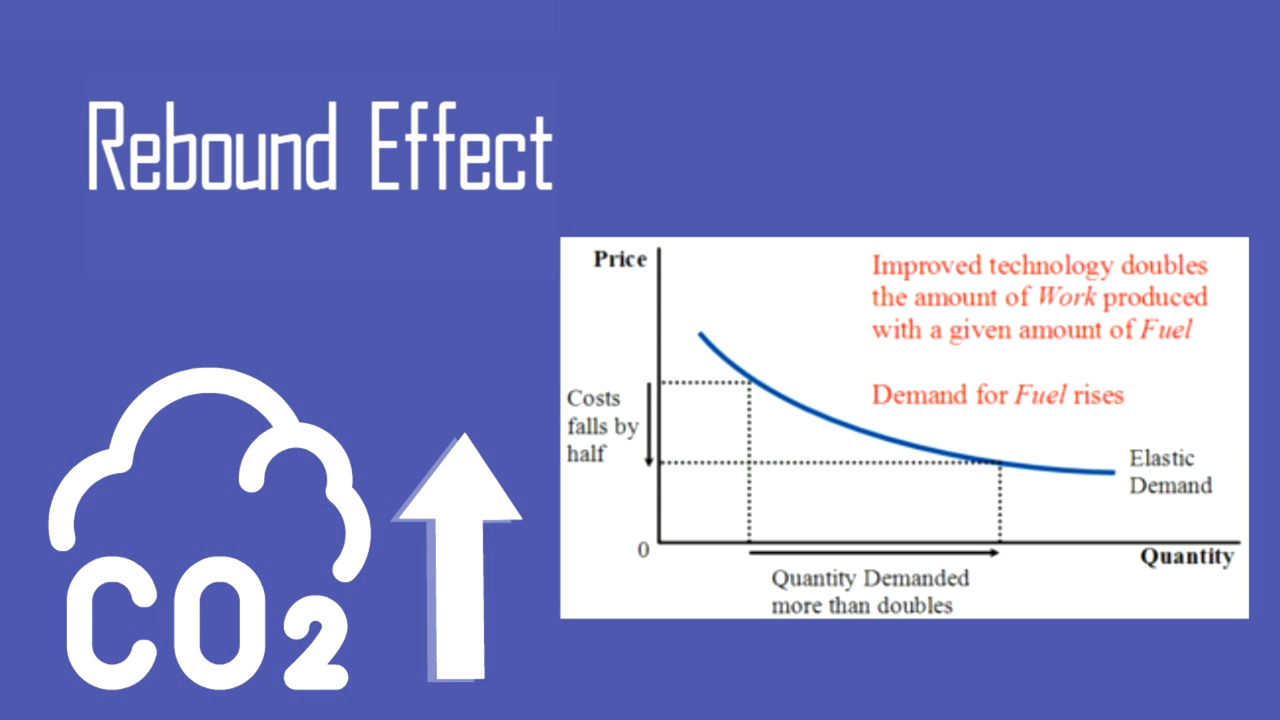 Rebound Effect
Price
Improved technology doubles
the amount of Work produced
with a given amount of Fuel
Demand for Fuel rises
Costs
falls by
half
Elastic
Demand
0
Quantity
Quantity Demanded
more than doubles
CO2